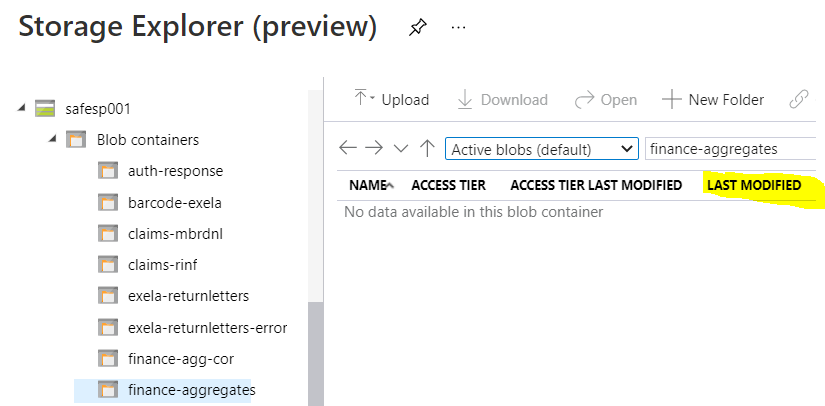 Storage Explorer (preview) ...
safesp001
Blob containers
auth-response
barcode-exela
claims-mbrdnl
claims-rinf
exela-returnletters
exela-returnletters-error
finance-agg-cor
finance-aggregates
Upload Download Open New Folder
Active blobs (default) finance-aggregates
NAME ACCESS TIER ACCESS TIER LAST MODIFIED LAST MODIFIED
No data available in this blob container